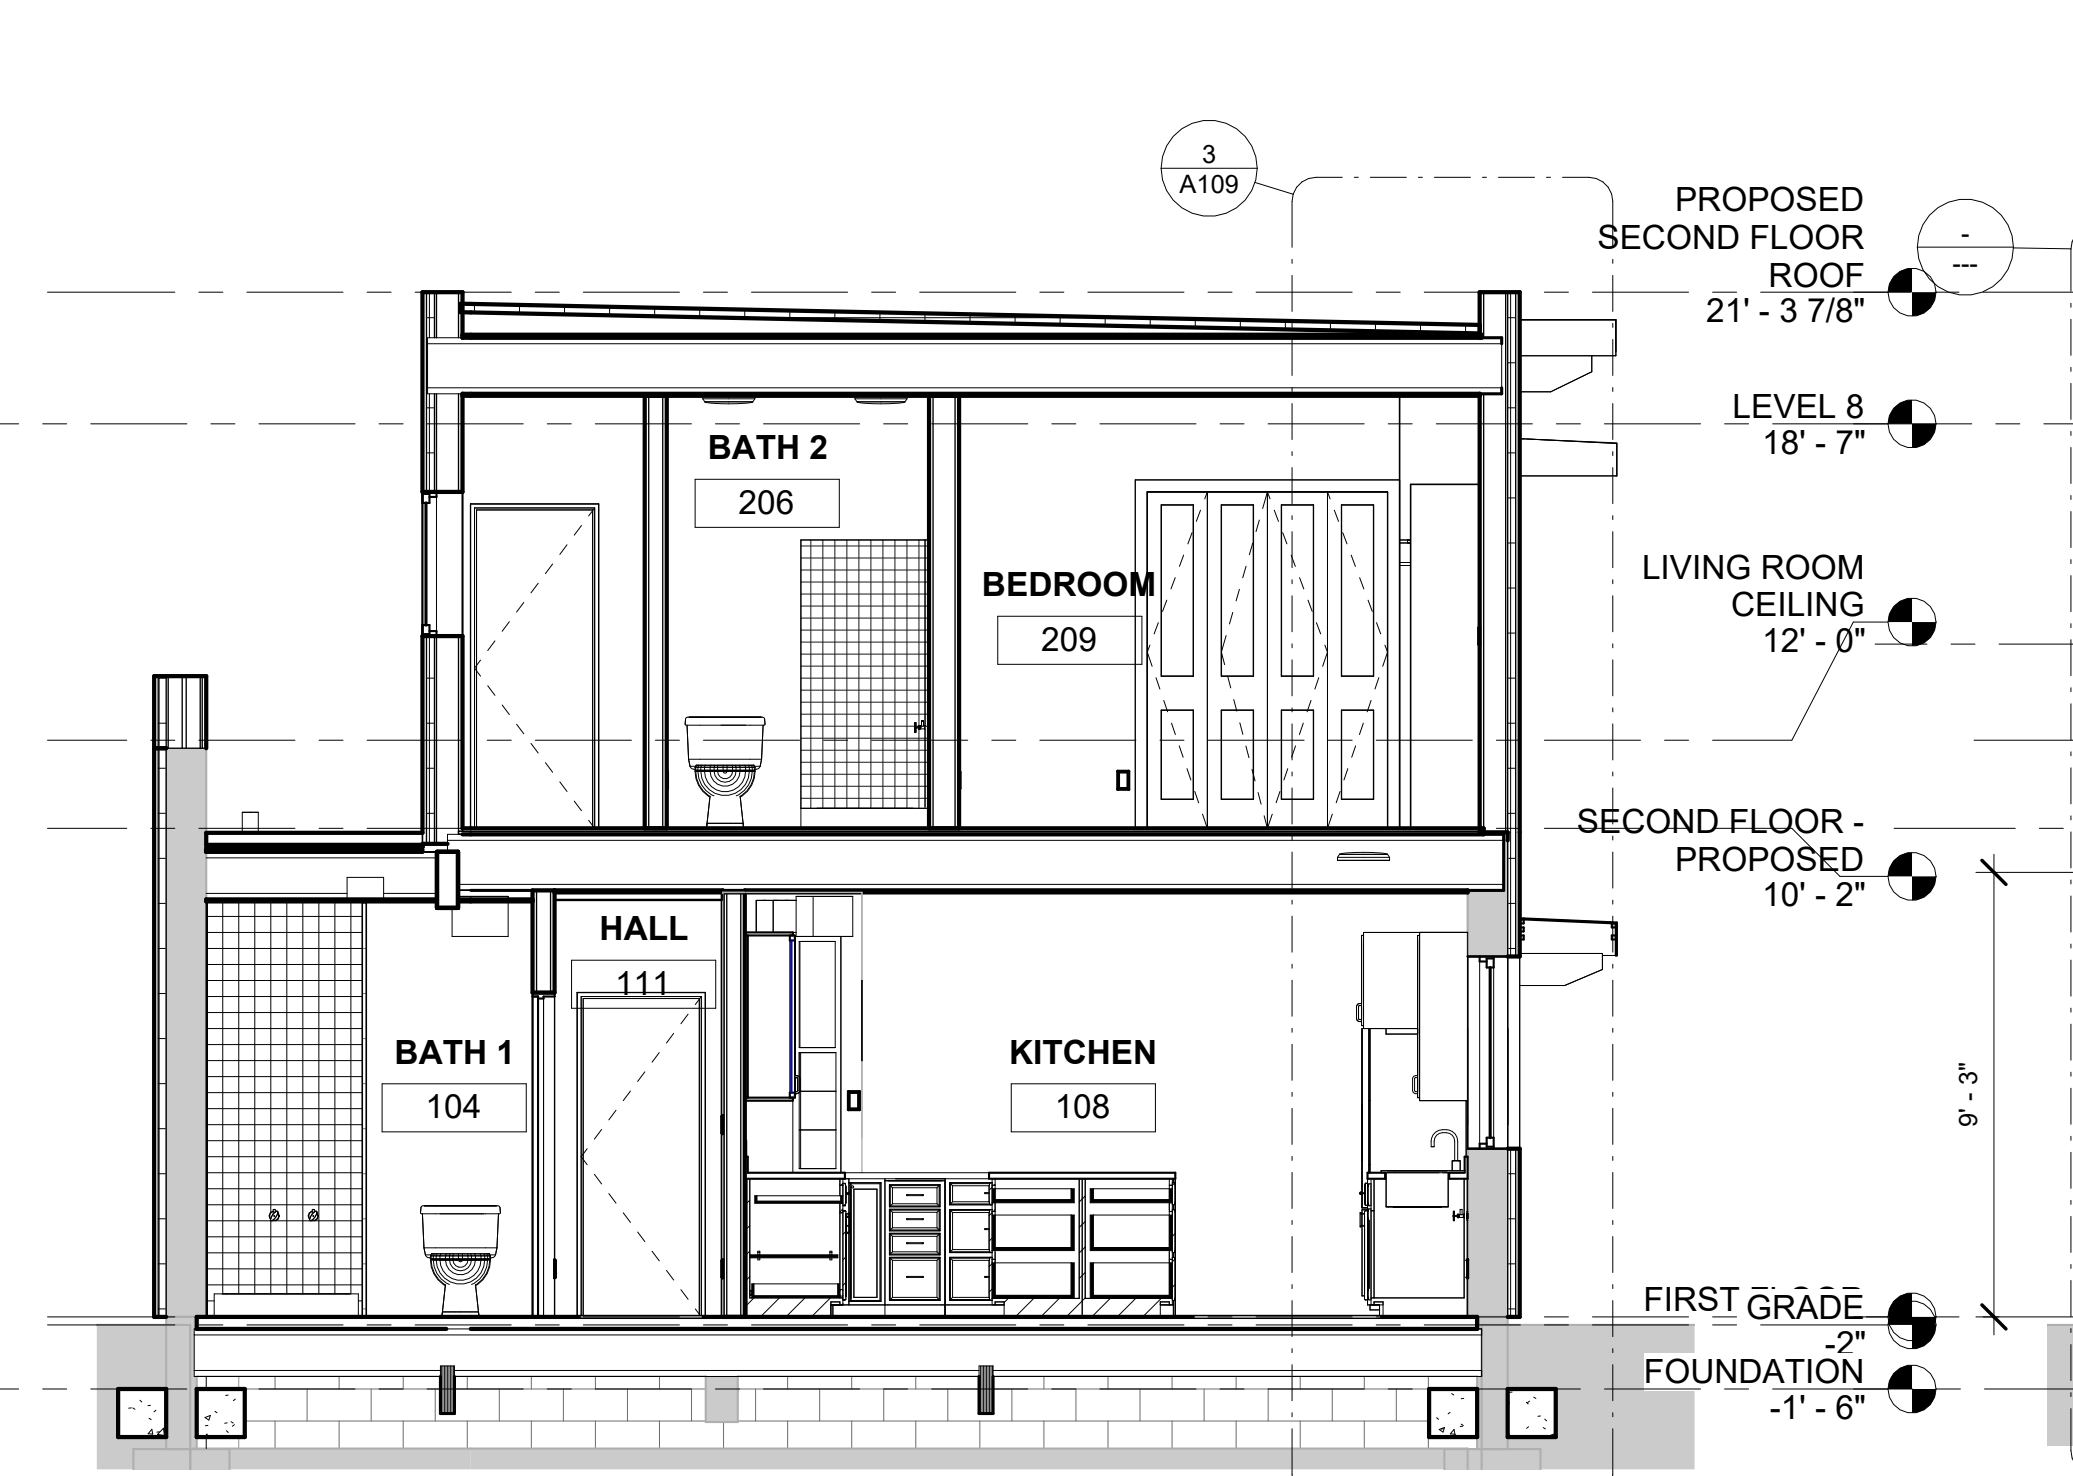 3
A109
PROPOSED
SECOND FLOOR
ROOF
21' - 3 7/8"
-
---
LEVEL 8
18' - 7"
BATH 2
206
LIVING ROOM
CEILING
12' - 0"
BEDROOM
209
SECOND FLOOR -
PROPOSED
10' - 2"
HALL
111
BATH 1
104
KITCHEN
108
9' - 3"
FIRST FLOOR
GRADE
-2"
FOUNDATION
-1' - 6"